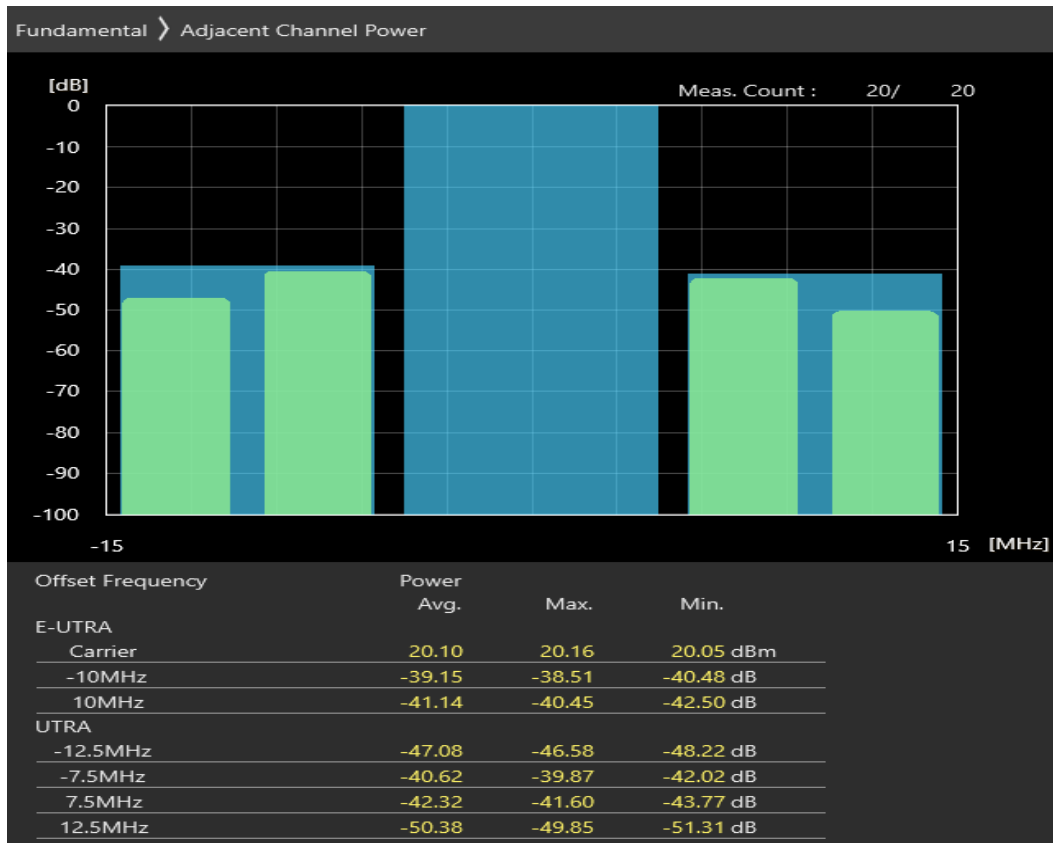 Fundamental 〉 Adjacent Channel Power
[dB]
Meas. Count : 20/ 20
0
-10
-20
-30
-40
-50
-60
-70
-80
-90
-100
-15 15 [MHz]
Offset Frequency Power
Avg. Max. Min.
E-UTRA
Carrier 20.10 20.16 20.05 dBm
-10MHz -39.15 -38.51 -40.48 dB
10MHz -41.14 -40.45 -42.50 dB
UTRA
-12.5MHz -47.08 -46.58 -48.22 dB
-7.5MHz -40.62 -39.87 -42.02 dB
7.5MHz -42.32 -41.60 -43.77 dB
12.5MHz -50.38 -49.85 -51.31 dB